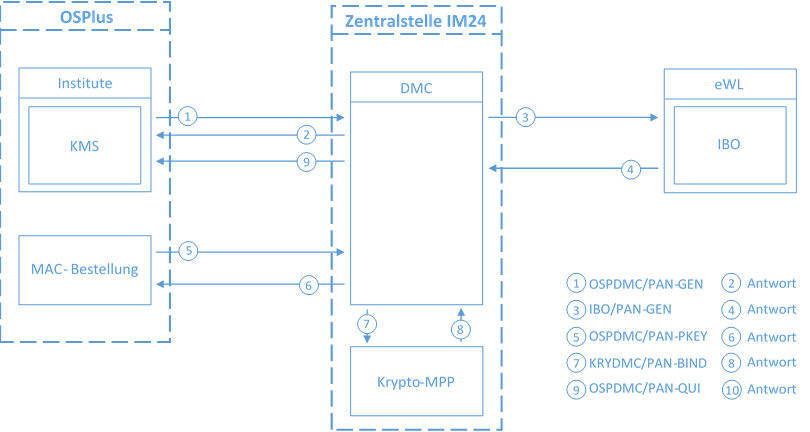 OSPlus
Zentralstelle IM24
Institute
KMS
DMC
eWL
IBO
1
2
9
3
4
MAC- Bestellung
5
6
7
8
Krypto-MPP
1 OSPDMC/PAN-GEN
2 Antwort
3 IBO/PAN-GEN
4 Antwort
5 OSPDMC/PAN-PKEY
6 Antwort
7 KRYDMC/PAN-BIND
8 Antwort
9 OSPDMC/PAN-QUI
10 Antwort